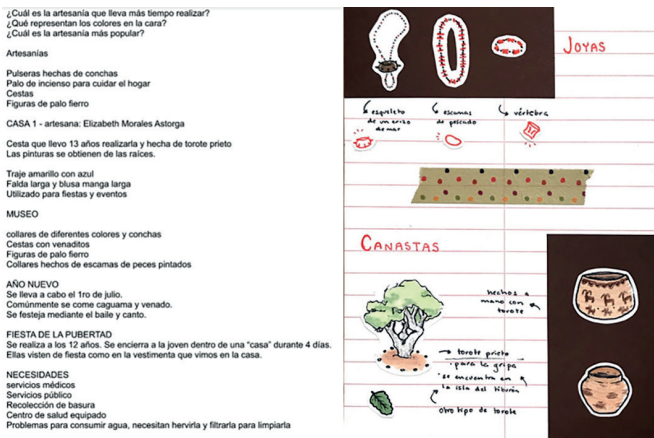 ¿Cuál es la artesanía que lleva más tiempo realizar?
¿Qué representan los colores en la cara?
¿Cuál es la artesanía más popular?
Artesanías
Pulseras hechas de conchas
Palo de incienso para cuidar el hogar
Cestas
Figuras de palo fierro
CASA 1 - artesana: Elizabeth Morales Astorga
Cesta que llevo 13 años realizarla y hecha de torote prieto
Las pinturas se obtienen de las raíces.
Traje amarillo con azul
Falda larga y blusa manga larga
Utilizado para fiestas y eventos
MUSEO
collares de diferentes colores y conchas
Cestas con venaditos
Figuras de palo fierro
Collares hechos de escamas de peces pintados
AÑO NUEVO
Se lleva a cabo el 1ro de julio.
Comúnmente se come caguama y venado.
Se festeja mediante el baile y canto.
FIESTA DE LA PUBERTAD
Se realiza a los 12 años. Se encierra a la joven dentro de una "casa" durante 4 días.
Ellas visten de fiesta como en la vestimenta que vimos en la casa.
NECESIDADES
servicios médicos
Servicios público
Recolección de basura
Centro de salud equipado
Problemas para consumir agua, necesitan hervirla y filtrarla para limpiarla
JOYAS
esqueleto
de un erizo
de mar
escamas
de pescado
vértebra
CANASTAS
hechos a
mano con
torote
torote prieto
para la gripa
se encuentra en
la isla del tiburón
otro tipo de torote